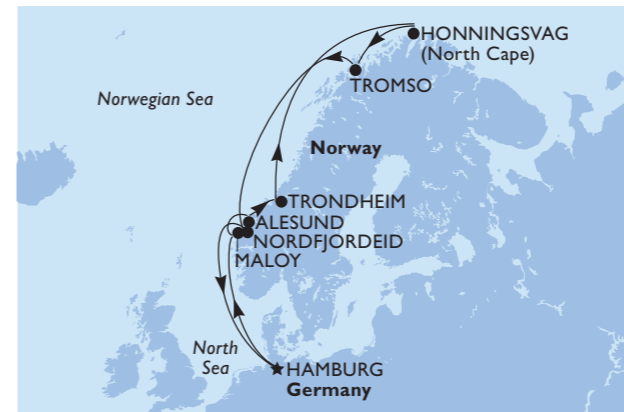 HONNINGSVAG
(North Cape)
TROMSO
Norwegian Sea
Norway
TRONDHEIM
ALESUND
NORDFJORDEID
MALOY
North
Sea
HAMBURG
Germany